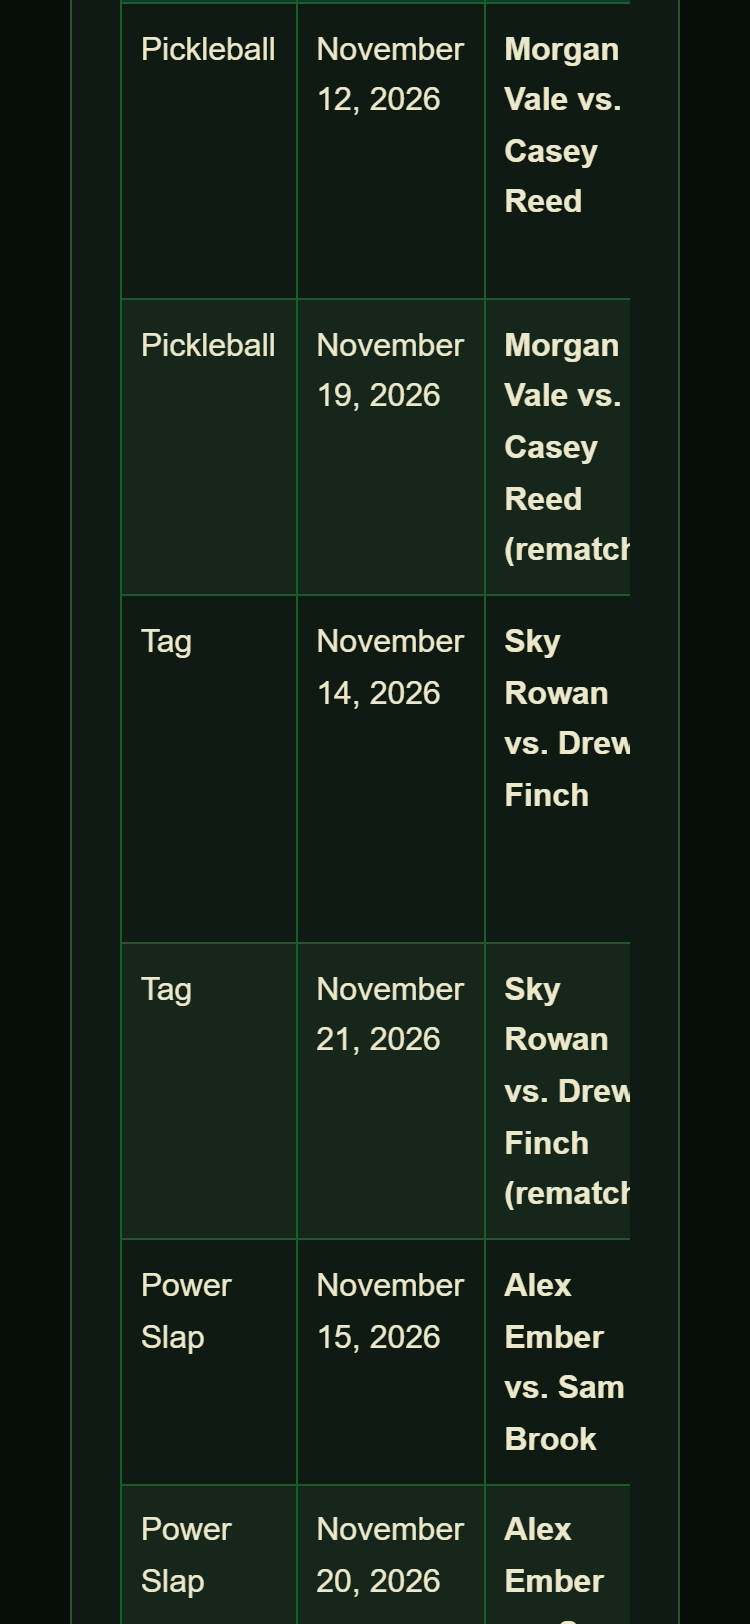 Pickleball
November
12, 2026
Morgan
Vale vs.
Casey
Reed
Pickleball
November
19, 2026
Morgan
Vale vs.
Casey
Reed
(rematch
Tag
November
14, 2026
Sky
Rowan
vs. Drew
Finch
Tag
November
21, 2026
Sky
Rowan
vs. Drew
Finch
(rematch
Power
Slap
November
15, 2026
Alex
Ember
vs. Sam
Brook
Power
Slap
November
20, 2026
Alex
Ember